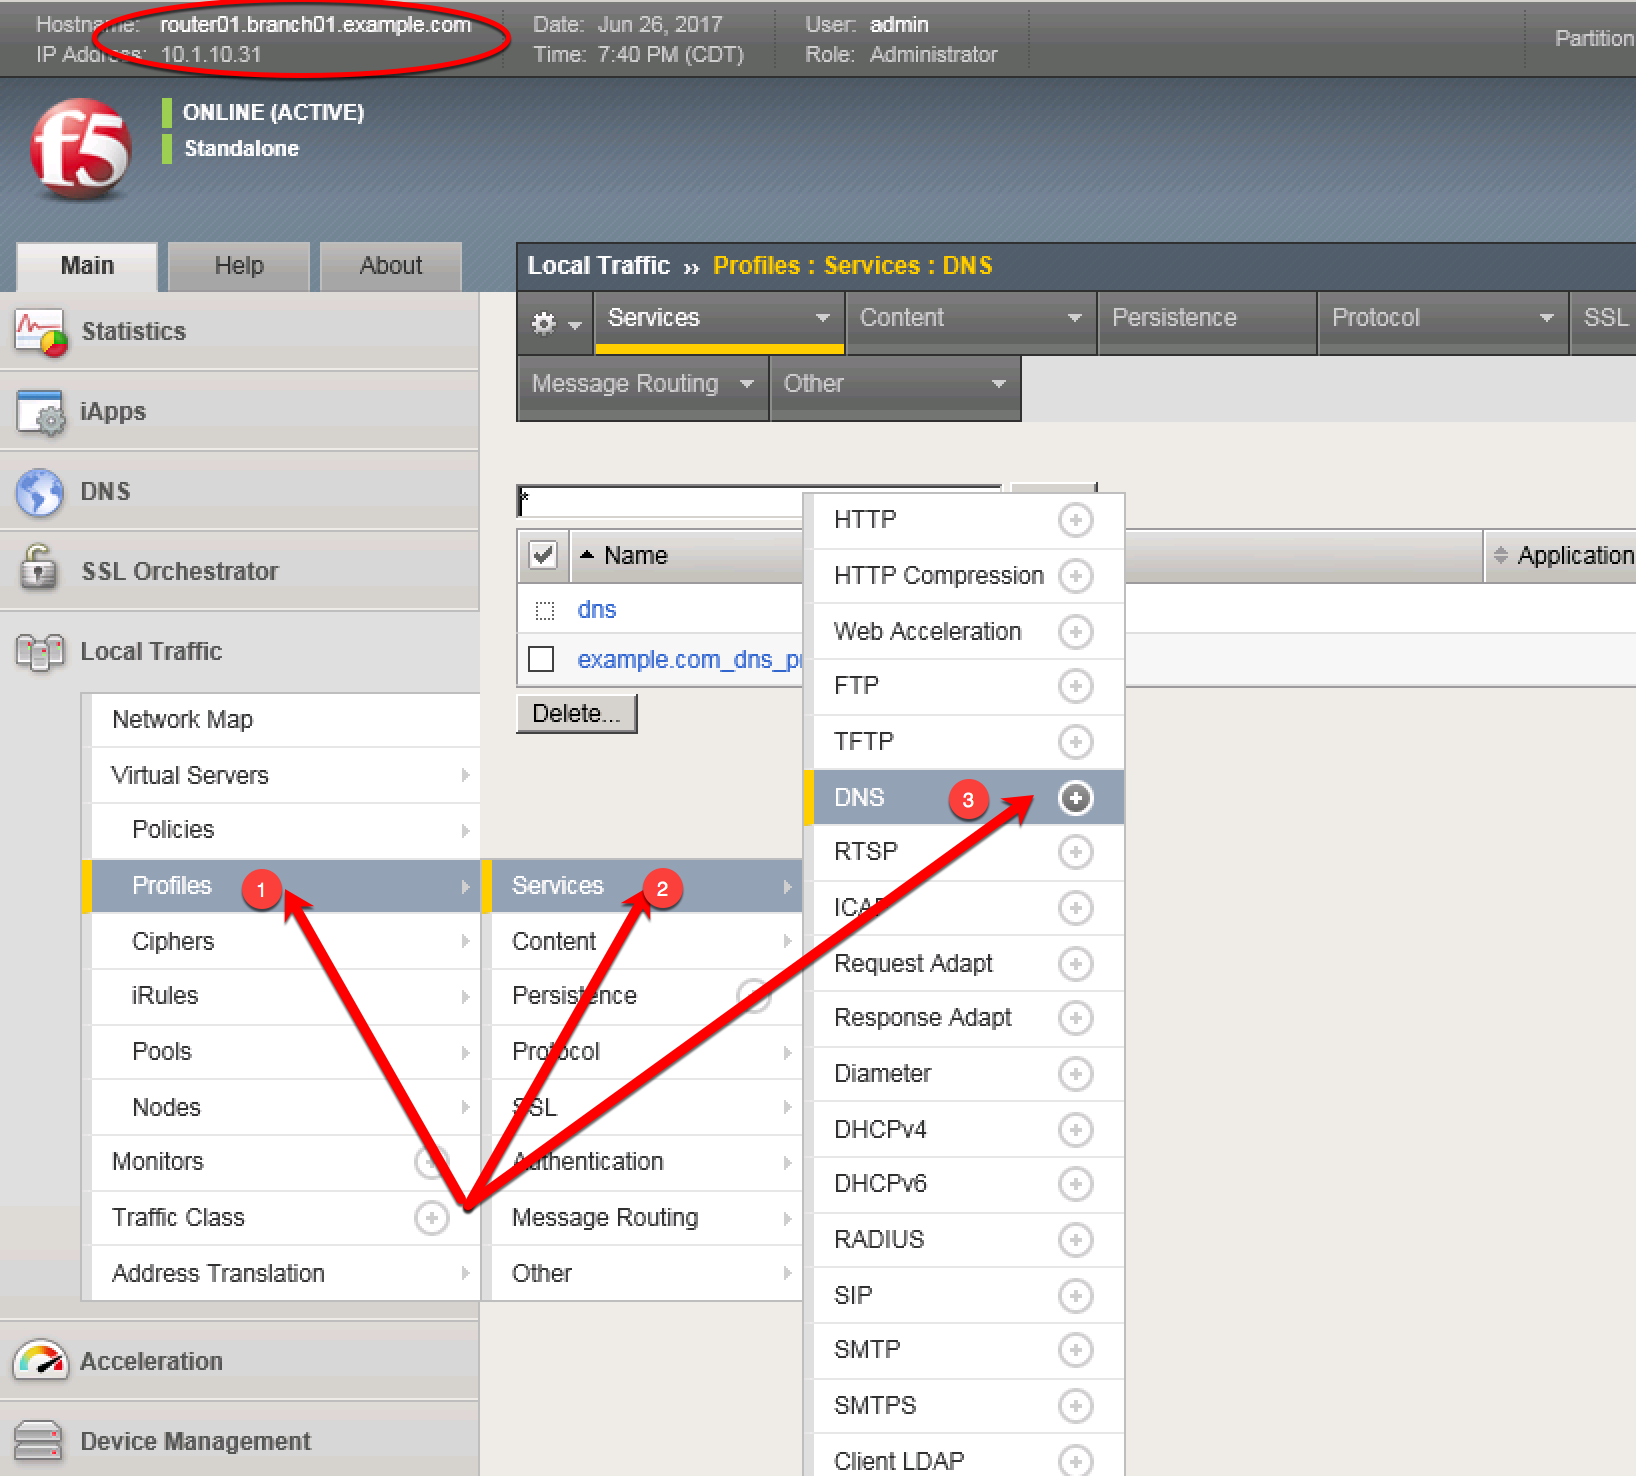 Hostname: router01.branch01.example.com Date: Jun 26, 2017 User: admin
IP Address: 10.1.10.31 Time: 7:40 PM (CDT) Role: Administrator
Partition
f5
ONLINE (ACTIVE)
Standalone
Main Help About
Local Traffic ›› Profiles : Services : DNS
Services Content Persistence Protocol SSL
Message Routing Other
Statistics
iApps
DNS
SSL Orchestrator
Local Traffic
Network Map
Virtual Servers
Policies
Profiles 1
Ciphers
iRules
Pools
Nodes
Monitors
Traffic Class
Address Translation
Acceleration
Device Management
*
Name Application
dns
example.com_dns_p
Delete...
Services 2
Content
Persistence
Protocol
SSL
Authentication
Message Routing
Other
HTTP
HTTP Compression
Web Acceleration
FTP
TFTP
DNS 3
RTSP
ICAP
Request Adapt
Response Adapt
Diameter
DHCPv4
DHCPv6
RADIUS
SIP
SMTP
SMTPS
Client LDAP